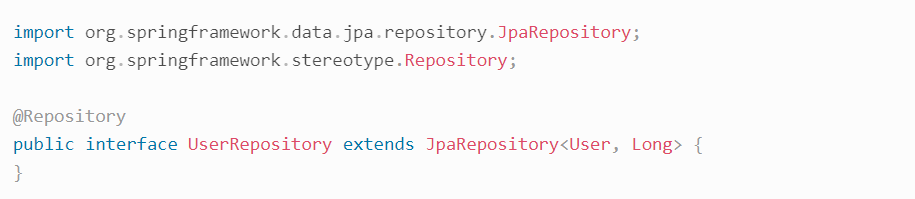 import org.springframework.data.jpa.repository.JpaRepository;
import org.springframework.stereotype.Repository;
@Repository
public interface UserRepository extends JpaRepository<User, Long> {
}